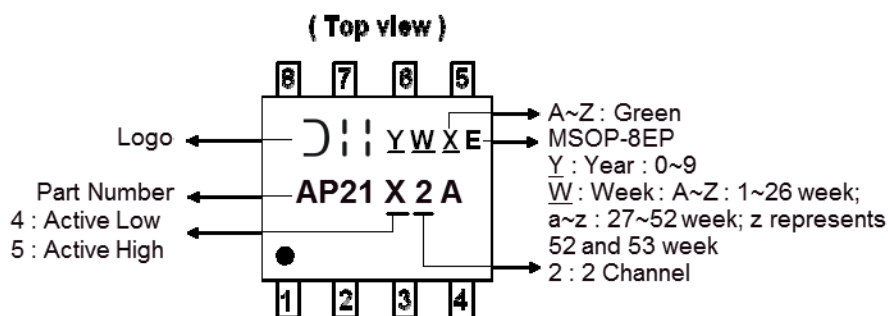 ( Top view )
8 7 6 5
Logo
Y W X E
A~Z : Green
MSOP-8EP
Y : Year : 0~9
W : Week : A~Z : 1~26 week;
a~z : 27~52 week; z represents
52 and 53 week
2 : 2 Channel
Part Number
AP21 X 2 A
4 : Active Low
5 : Active High
1 2 3 4